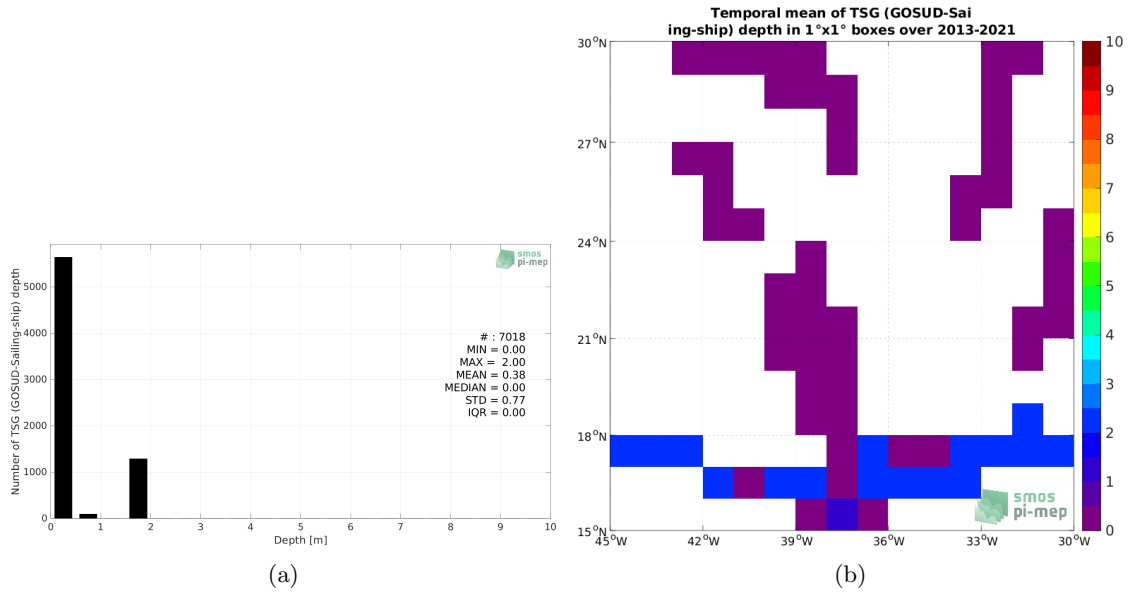 Number of TSG (GOSUD-Sailing-ship) depth
5000
4000
3000
2000
1000
0
smos
pi-mep
# : 7018
MIN = 0.00
MAX = 2.00
MEAN = 0.38
MEDIAN = 0.00
STD = 0.77
IQR = 0.00
0 1 2 3 4 5 6 7 8 9 10
Depth [m]
(a)
Temporal mean of TSG (GOSUD-Sai
ing-ship) depth in 1°x1° boxes over 2013-2021
30°N
27°N
24°N
21°N
18°N
15°N
45°W 42°W 39°W 36°W 33°W 30°W
smos
pi-mep
10
9
8
7
6
5
4
3
2
1
0
(b)